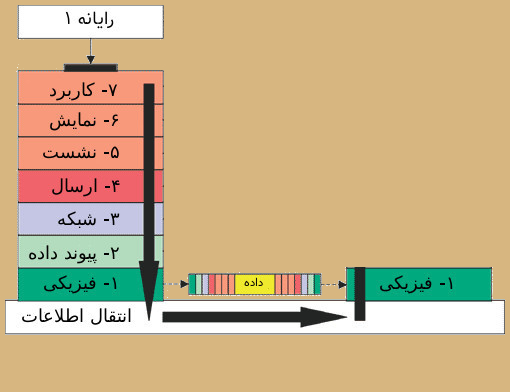 رایانه ۱
۷- کاربرد
۶- نمایش
۵- نشست
۴- ارسال
۳- شبکه
۲- پیوند داده
۱- فیزیکی
داده
۱- فیزیکی
انتقال اطلاعات